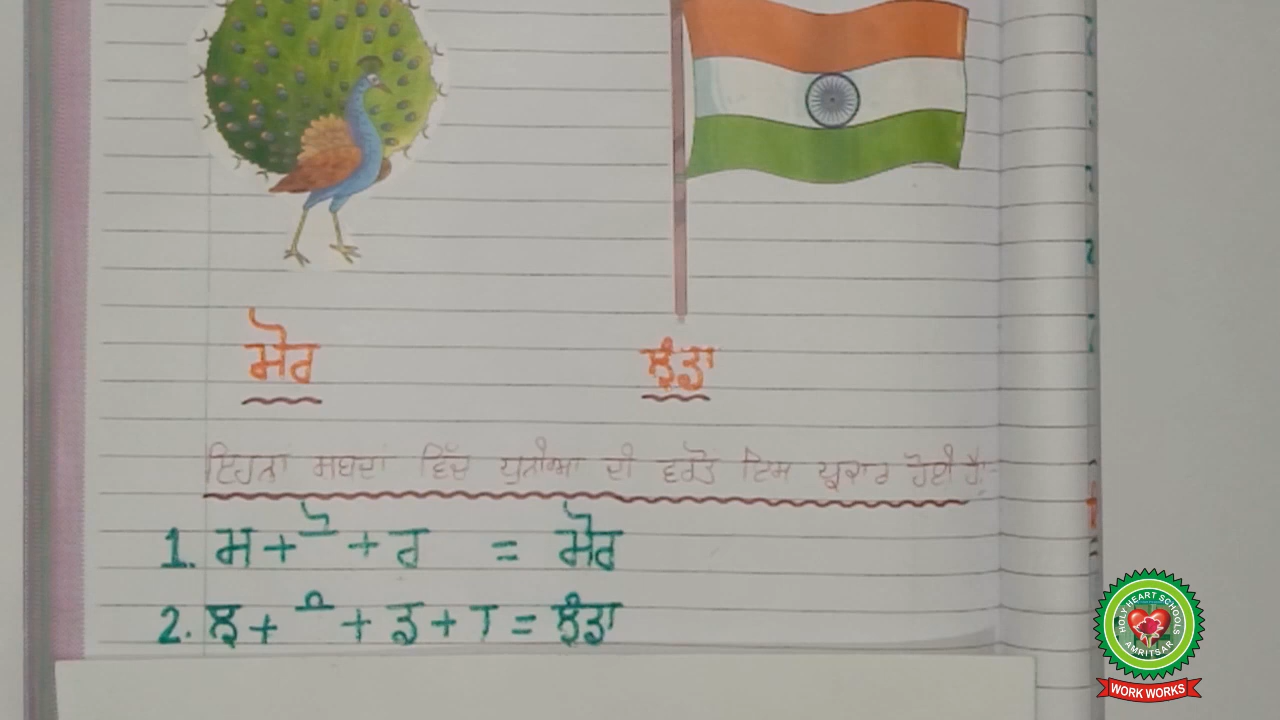 ਮੋਰ
ਝੰਡਾ
ਇਹਨਾਂ ਸ਼ਬਦਾਂ ਵਿੱਚ ਧੁਨੀਆਂ ਦੀ ਵਰਤੋਂ ਇਸ ਪ੍ਰਕਾਰ ਹੋਈ ਹੈ:-
1. ਮ + ੋ + ਰ = ਮੋਰ
2. ਝ + ੰ + ਡ + ਾ = ਝੰਡਾ
HOLY HEART SCHOOLS
AMRITSAR
WORK WORKS